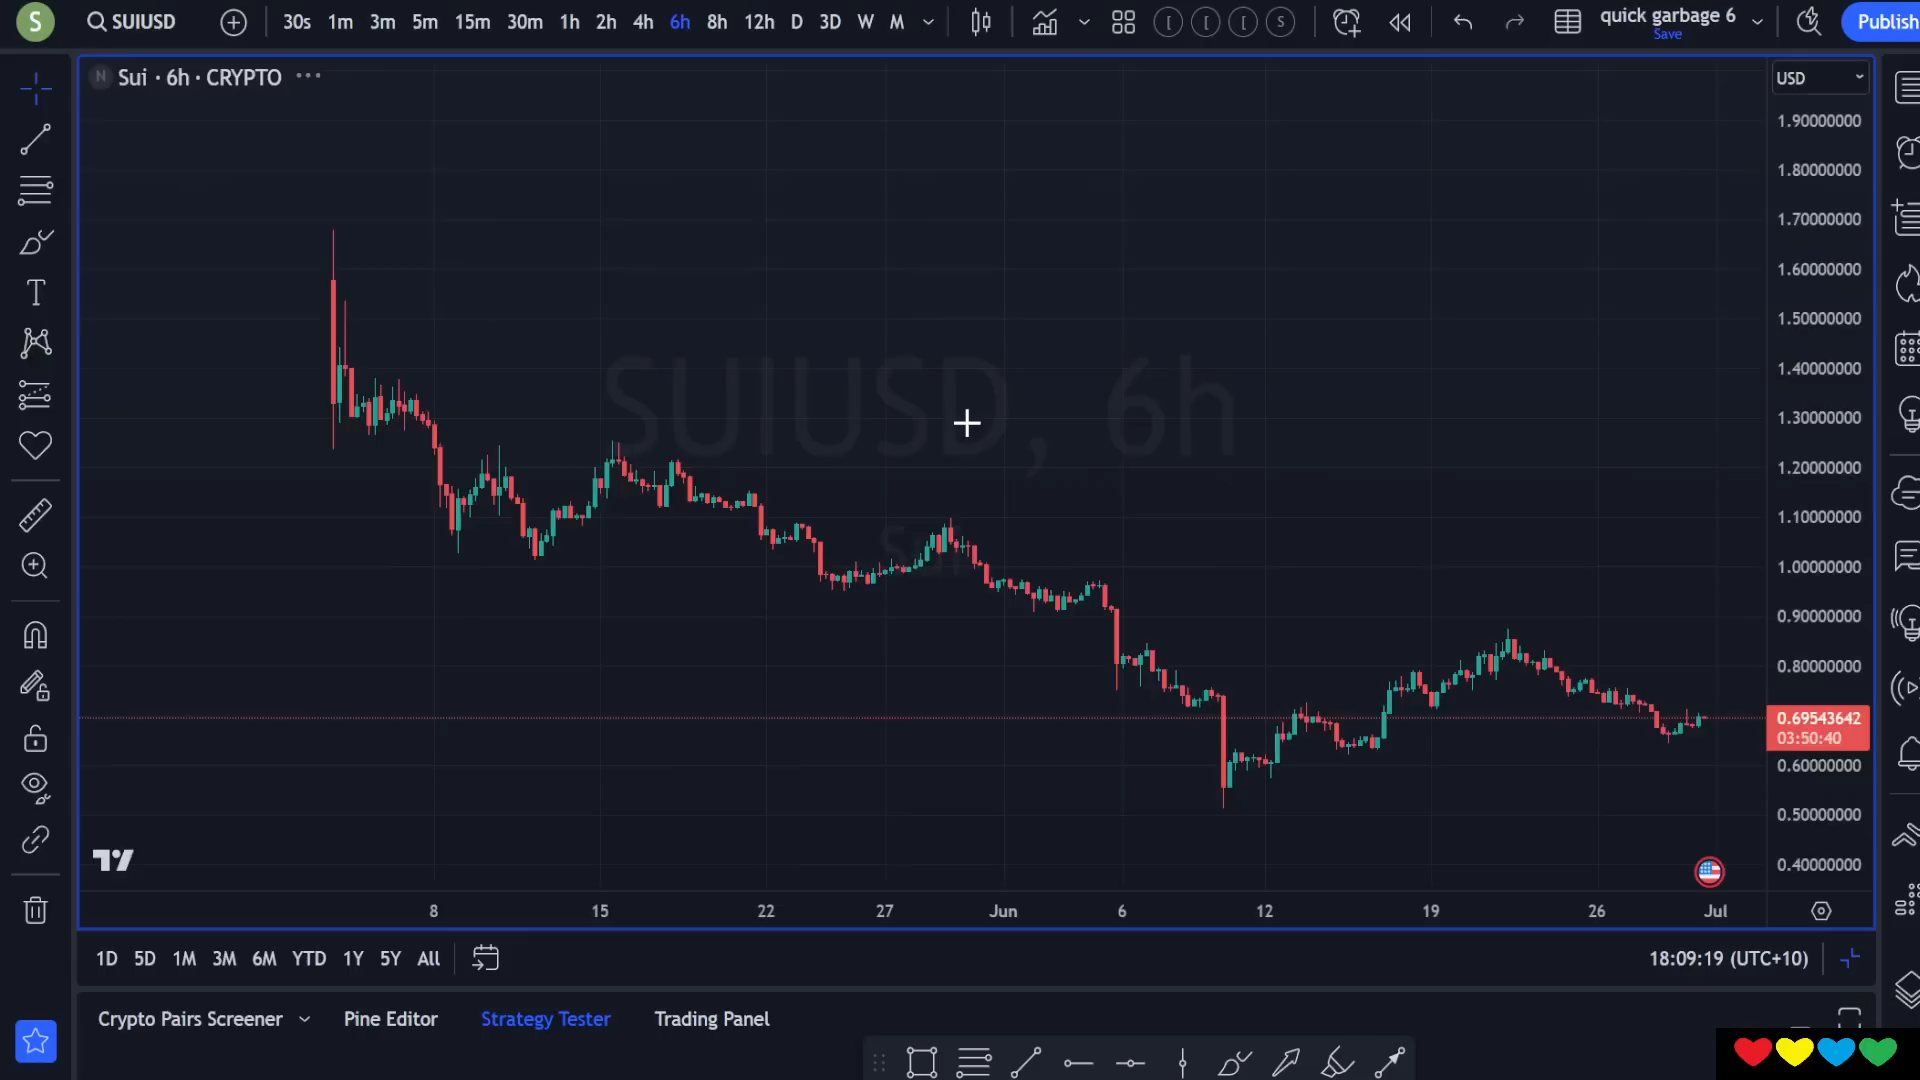 S
SUIUSD
30s 1m 3m 5m 15m 30m 1h 2h 4h 6h 8h 12h D 3D W M
[ [ [ S
quick garbage 6
Save
Publish
N Sui · 6h · CRYPTO
USD
1.90000000
1.80000000
1.70000000
1.60000000
1.50000000
1.40000000
1.30000000
1.20000000
1.10000000
1.00000000
0.90000000
0.80000000
0.69543642
03:50:40
0.60000000
0.50000000
0.40000000
SUIUSD, 6h
Sui
8 15 22 27 Jun 6 12 19 26 Jul
1D 5D 1M 3M 6M YTD 1Y 5Y All
18:09:19 (UTC+10)
Crypto Pairs Screener Pine Editor Strategy Tester Trading Panel